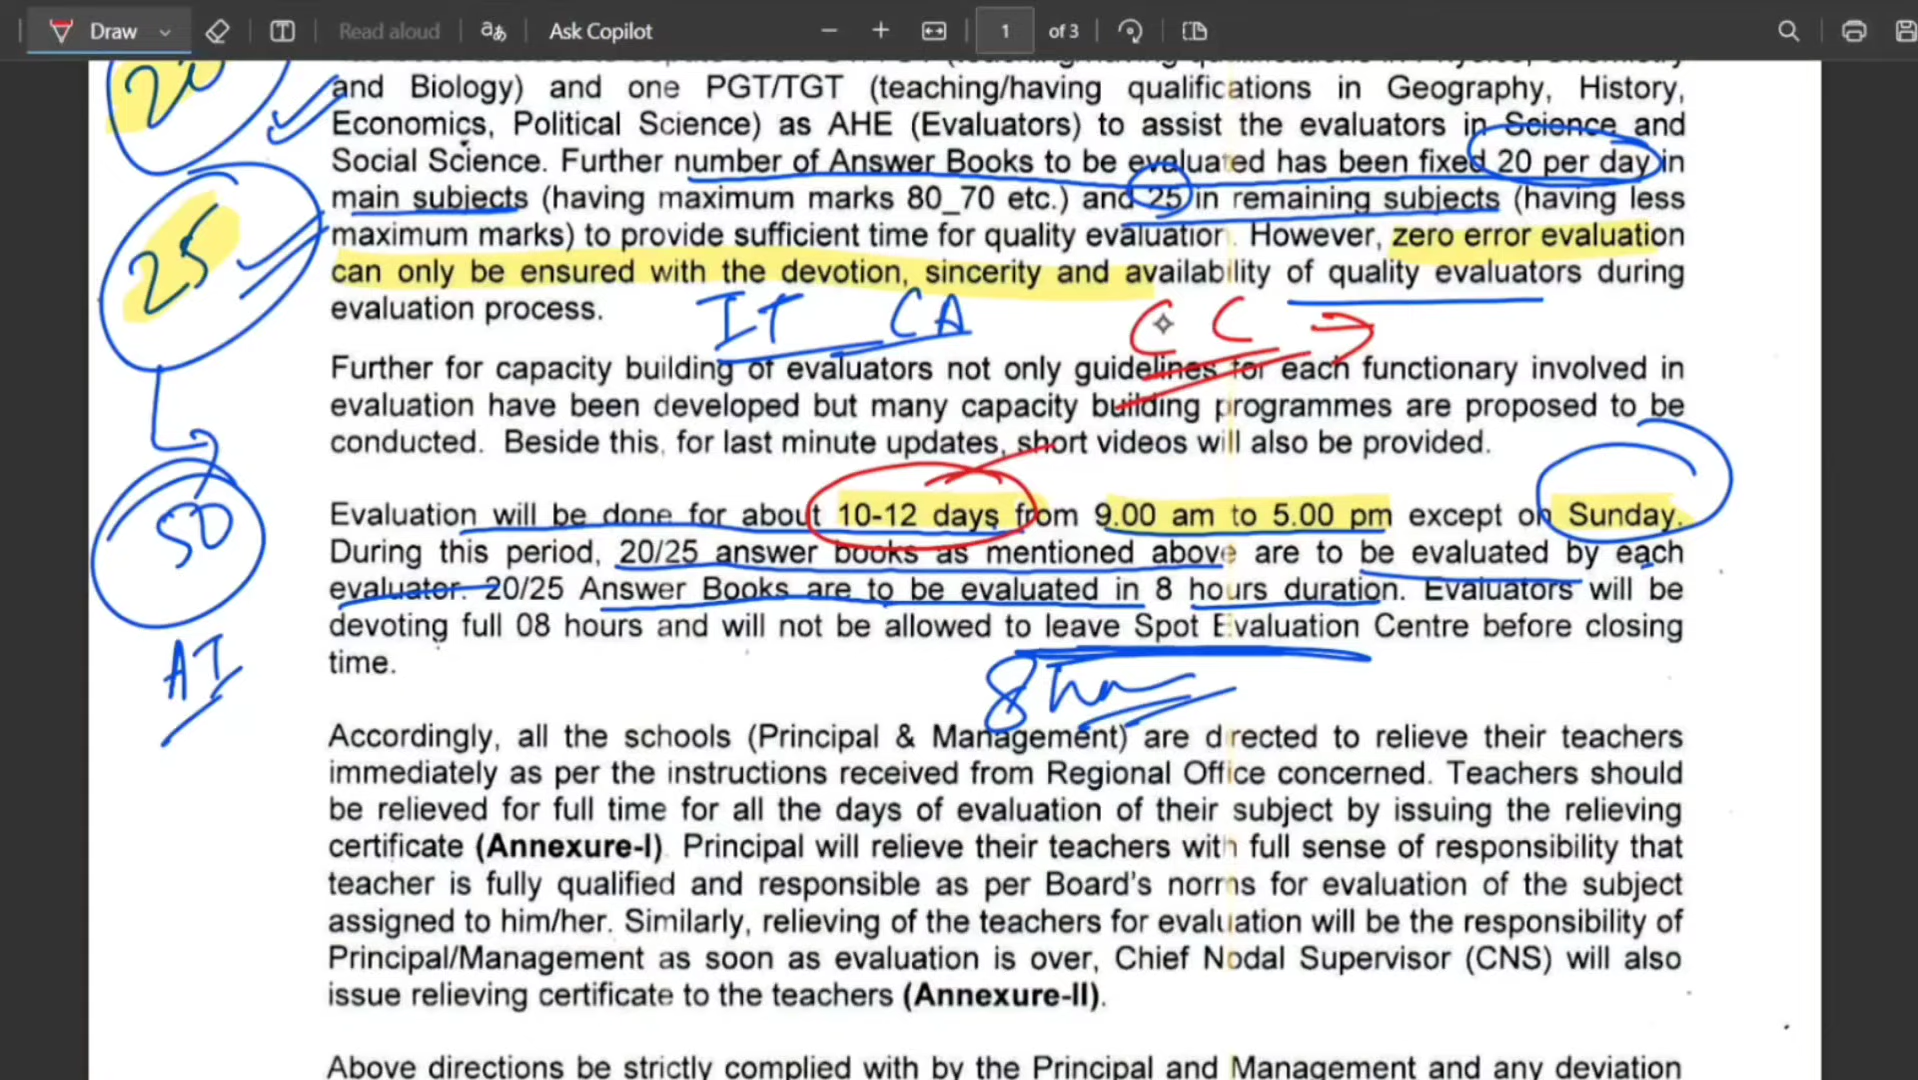 Draw
Read aloud
Ask Copilot
1
of 3
and Biology) and one PGT/TGT (teaching/having qualifications in Geography, History,
Economics, Political Science) as AHE (Evaluators) to assist the evaluators in Science and
Social Science. Further number of Answer Books to be evaluated has been fixed 20 per day in
main subjects (having maximum marks 80_70 etc.) and 25 in remaining subjects (having less
maximum marks) to provide sufficient time for quality evaluation. However, zero error evaluation
can only be ensured with the devotion, sincerity and availability of quality evaluators during
evaluation process.
Further for capacity building of evaluators not only guidelines for each functionary involved in
evaluation have been developed but many capacity building programmes are proposed to be
conducted. Beside this, for last minute updates, short videos will also be provided.
Evaluation will be done for about 10-12 days from 9.00 am to 5.00 pm except on Sunday.
During this period, 20/25 answer books as mentioned above are to be evaluated by each
evaluator. 20/25 Answer Books are to be evaluated in 8 hours duration. Evaluators will be
devoting full 08 hours and will not be allowed to leave Spot Evaluation Centre before closing
time.
Accordingly, all the schools (Principal & Management) are directed to relieve their teachers
immediately as per the instructions received from Regional Office concerned. Teachers should
be relieved for full time for all the days of evaluation of their subject by issuing the relieving
certificate (Annexure-I). Principal will relieve their teachers with full sense of responsibility that
teacher is fully qualified and responsible as per Board's norms for evaluation of the subject
assigned to him/her. Similarly, relieving of the teachers for evaluation will be the responsibility of
Principal/Management as soon as evaluation is over, Chief Nodal Supervisor (CNS) will also
issue relieving certificate to the teachers (Annexure-II).
Above directions be strictly complied with by the Principal and Management and any deviation
20
25
50
AI
IT CA
CC
8